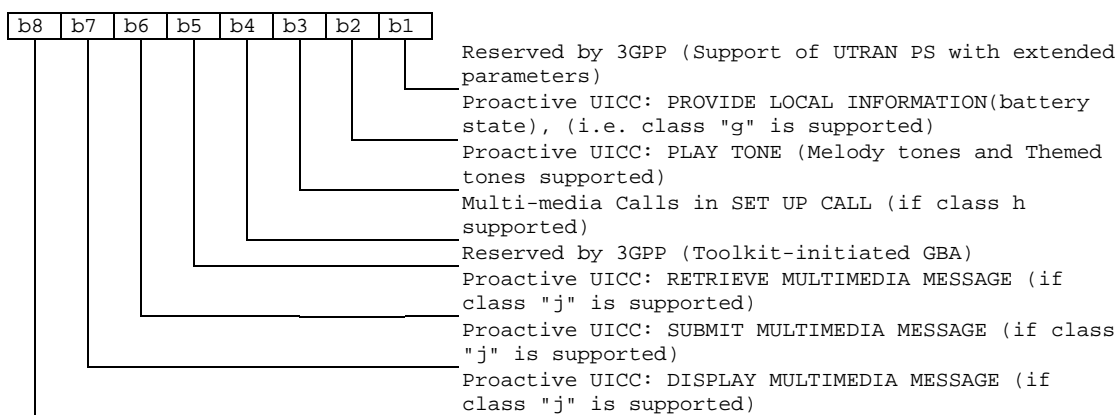 b8 b7 b6 b5 b4 b3 b2 b1
Reserved by 3GPP (Support of UTRAN PS with extended
parameters)
Proactive UICC: PROVIDE LOCAL INFORMATION(battery
state), (i.e. class "g" is supported)
Proactive UICC: PLAY TONE (Melody tones and Themed
tones supported)
Multi-media Calls in SET UP CALL (if class h
supported)
Reserved by 3GPP (Toolkit-initiated GBA)
Proactive UICC: RETRIEVE MULTIMEDIA MESSAGE (if
class "j" is supported)
Proactive UICC: SUBMIT MULTIMEDIA MESSAGE (if class
"j" is supported)
Proactive UICC: DISPLAY MULTIMEDIA MESSAGE (if
class "j" is supported)